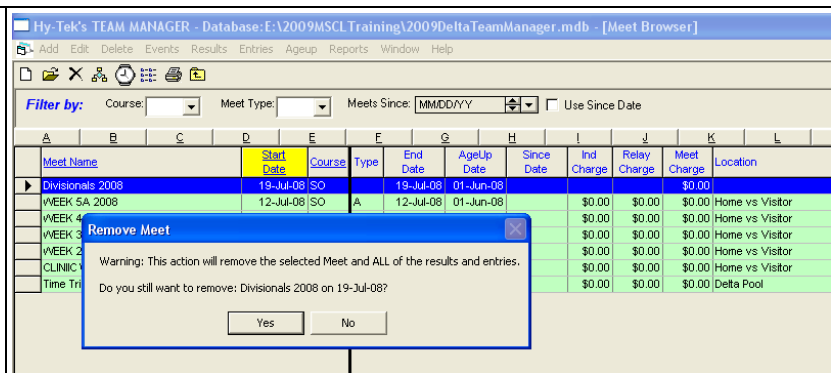 Hy-Tek's TEAM MANAGER - Database:E:\2009MSCLTraining\2009DeltaTeamManager.mdb - [Meet Browser]
Add Edit Delete Events Results Entries Ageup Reports Window Help
Filter by: Course: Meet Type: Meets Since: MM/DD/YY Use Since Date
A B C D E F G H I J K L
Meet Name Start Date Course Type End Date AgeUp Date Since Date Ind Charge Relay Charge Meet Charge Location
Divisionals 2008 19-Jul-08 SO 19-Jul-08 01-Jun-08 $0.00
WEEK 5A 2008 12-Jul-08 SO A 12-Jul-08 01-Jun-08 $0.00 $0.00 $0.00 Home vs Visitor
WEEK 4 $0.00 $0.00 $0.00 Home vs Visitor
WEEK 3 $0.00 $0.00 $0.00 Home vs Visitor
WEEK 2 $0.00 $0.00 $0.00 Home vs Visitor
CLINIIC $0.00 $0.00 $0.00 Home vs Visitor
Time Tri $0.00 $0.00 $0.00 Delta Pool
Remove Meet
Warning: This action will remove the selected Meet and ALL of the results and entries.
Do you still want to remove: Divisionals 2008 on 19-Jul-08?
Yes No